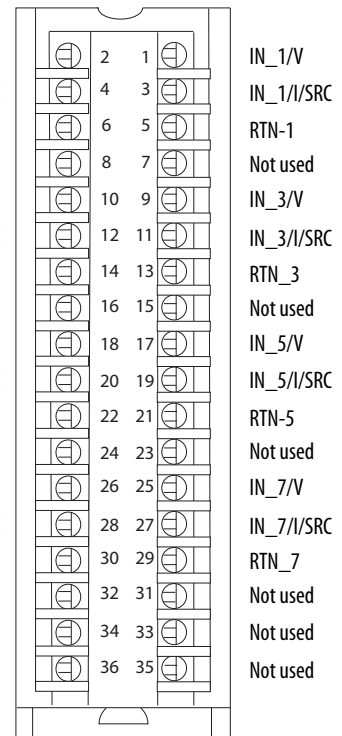 2 1 IN_1/V
4 3 IN_1/I/SRC
6 5 RTN-1
8 7 Not used
10 9 IN_3/V
12 11 IN_3/I/SRC
14 13 RTN_3
16 15 Not used
18 17 IN_5/V
20 19 IN_5/I/SRC
22 21 RTN-5
24 23 Not used
26 25 IN_7/V
28 27 IN_7/I/SRC
30 29 RTN_7
32 31 Not used
34 33 Not used
36 35 Not used